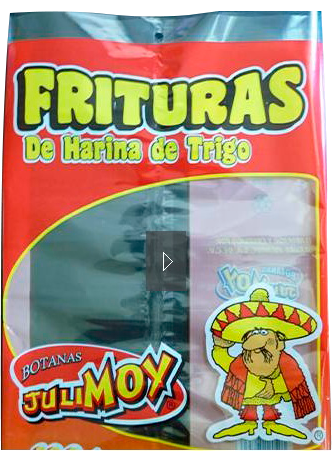 FRITURAS
De Harina de Trigo
BOTANAS
JULIMOY